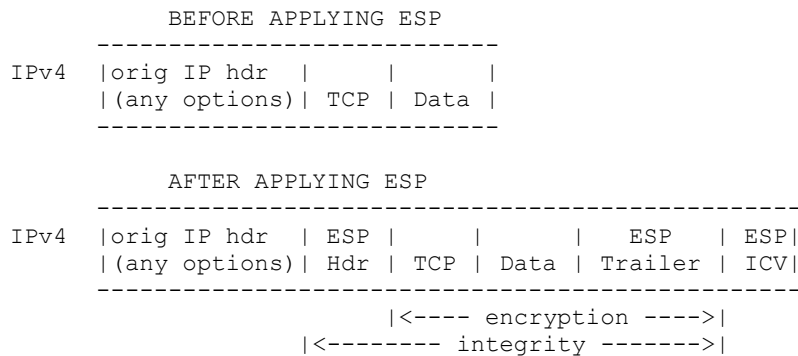 BEFORE APPLYING ESP
----------------------------
IPv4 |orig IP hdr | | |
|(any options)| TCP | Data |
----------------------------
AFTER APPLYING ESP
-------------------------------------------------
IPv4 |orig IP hdr | ESP | | | ESP | ESP|
|(any options)| Hdr | TCP | Data | Trailer | ICV|
-------------------------------------------------
|<---- encryption ---->|
|<-------- integrity ------->|